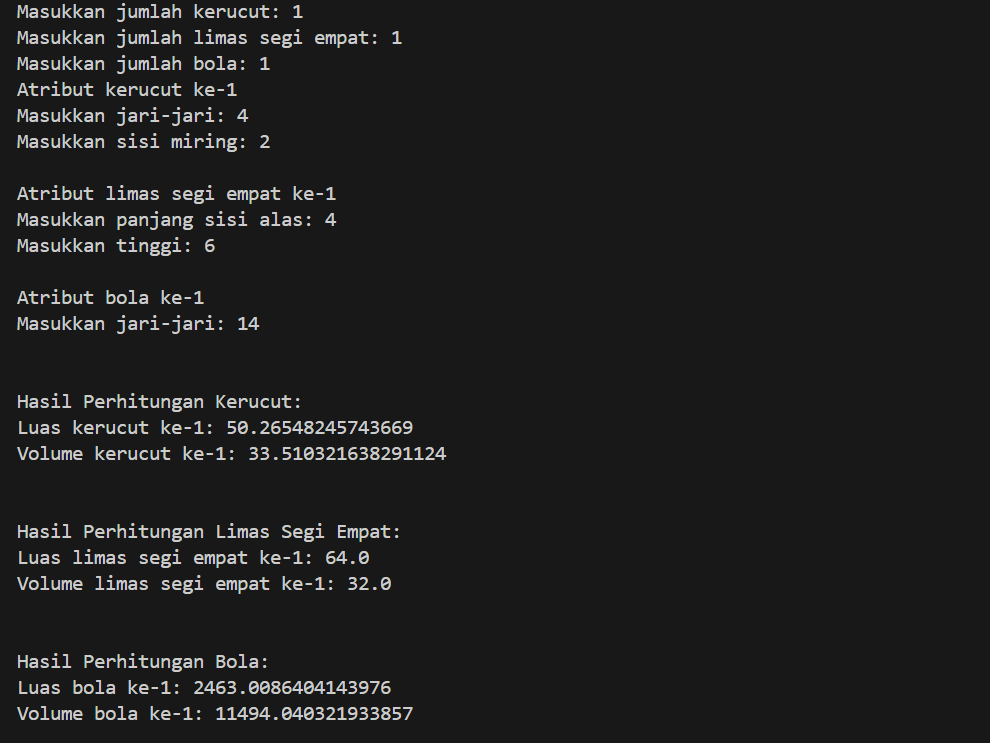 Masukkan jumlah kerucut: 1
Masukkan jumlah limas segi empat: 1
Masukkan jumlah bola: 1
Atribut kerucut ke-1
Masukkan jari-jari: 4
Masukkan sisi miring: 2
Atribut limas segi empat ke-1
Masukkan panjang sisi alas: 4
Masukkan tinggi: 6
Atribut bola ke-1
Masukkan jari-jari: 14
Hasil Perhitungan Kerucut:
Luas kerucut ke-1: 50.26548245743669
Volume kerucut ke-1: 33.510321638291124
Hasil Perhitungan Limas Segi Empat:
Luas limas segi empat ke-1: 64.0
Volume limas segi empat ke-1: 32.0
Hasil Perhitungan Bola:
Luas bola ke-1: 2463.0086404143976
Volume bola ke-1: 11494.040321933857